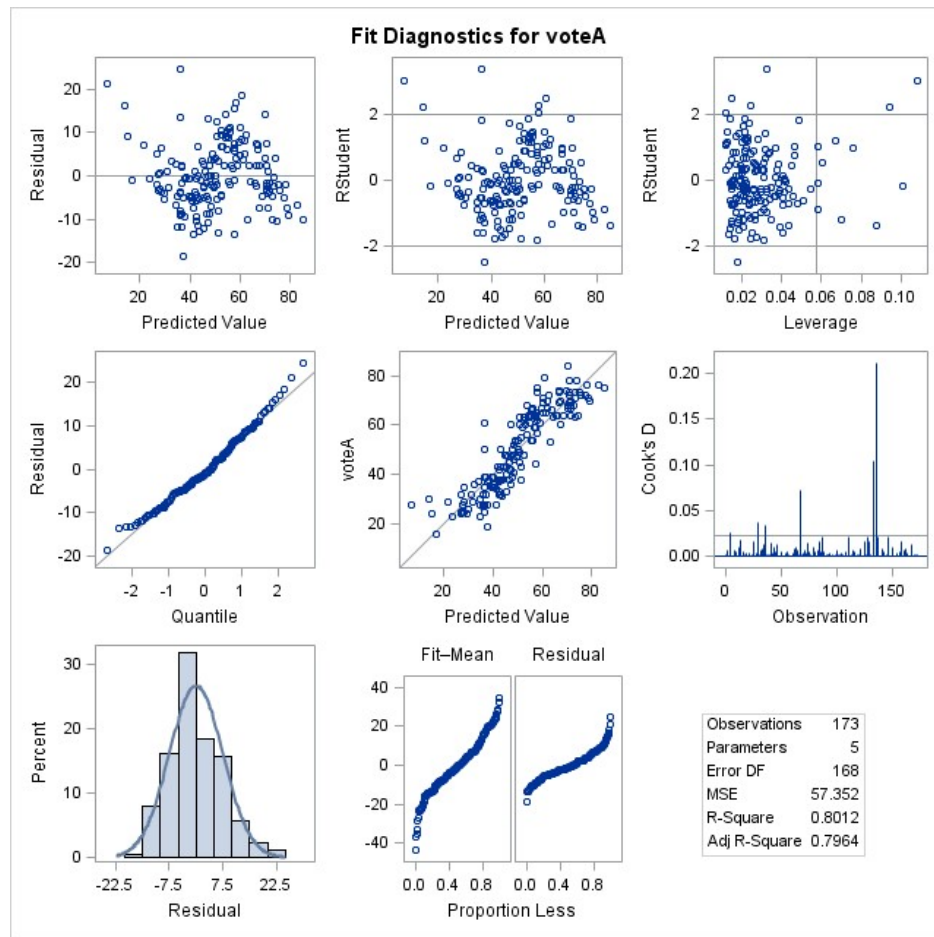 Fit Diagnostics for voteA
Residual
20
10
0
-10
-20
20 40 60 80
Predicted Value
RStudent
2
0
-2
20 40 60 80
Predicted Value
RStudent
2
0
-2
0.02 0.04 0.06 0.08 0.10
Leverage
Residual
20
10
0
-10
-20
-2 -1 0 1 2
Quantile
voteA
80
60
40
20
20 40 60 80
Predicted Value
Cook's D
0.20
0.15
0.10
0.05
0.00
0 50 100 150
Observation
Percent
30
20
10
0
-22.5 -7.5 7.5 22.5
Residual
Fit–Mean Residual
40
20
0
-20
-40
0.0 0.4 0.8 0.0 0.4 0.8
Proportion Less
Observations 173
Parameters 5
Error DF 168
MSE 57.352
R-Square 0.8012
Adj R-Square 0.7964